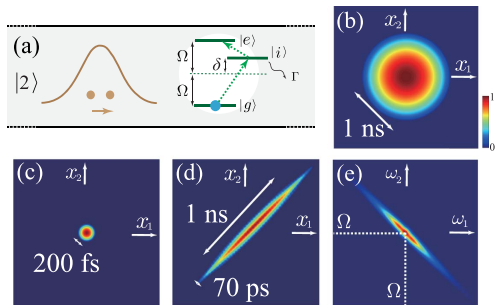 (a)
|2⟩
Ω
Ω
δ
|e⟩
|i⟩
Γ
|g⟩
(b)
x₂
x₁
1 ns
1
0
(c)
x₂
x₁
200 fs
(d)
x₂
x₁
1 ns
70 ps
(e)
ω₂
ω₁
Ω
Ω